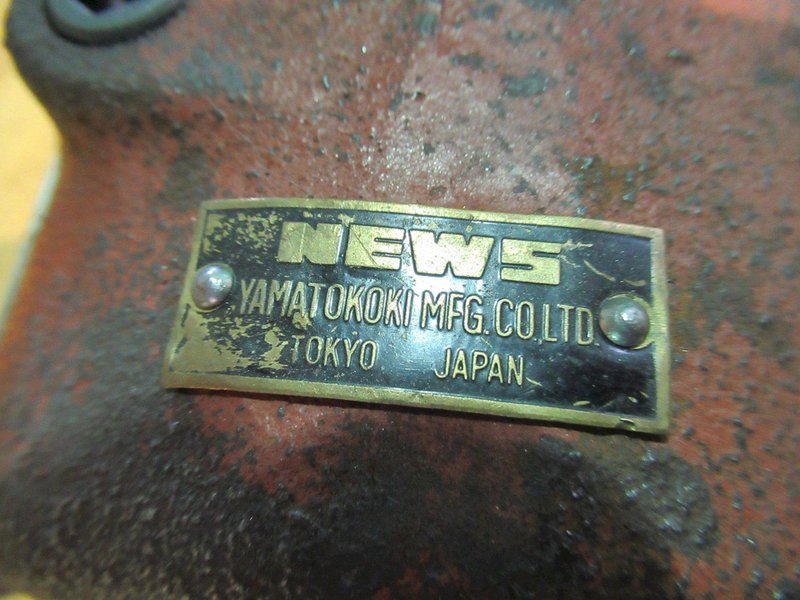 NEWS
YAMATOKOKI MFG. CO.,LTD.
TOKYO JAPAN